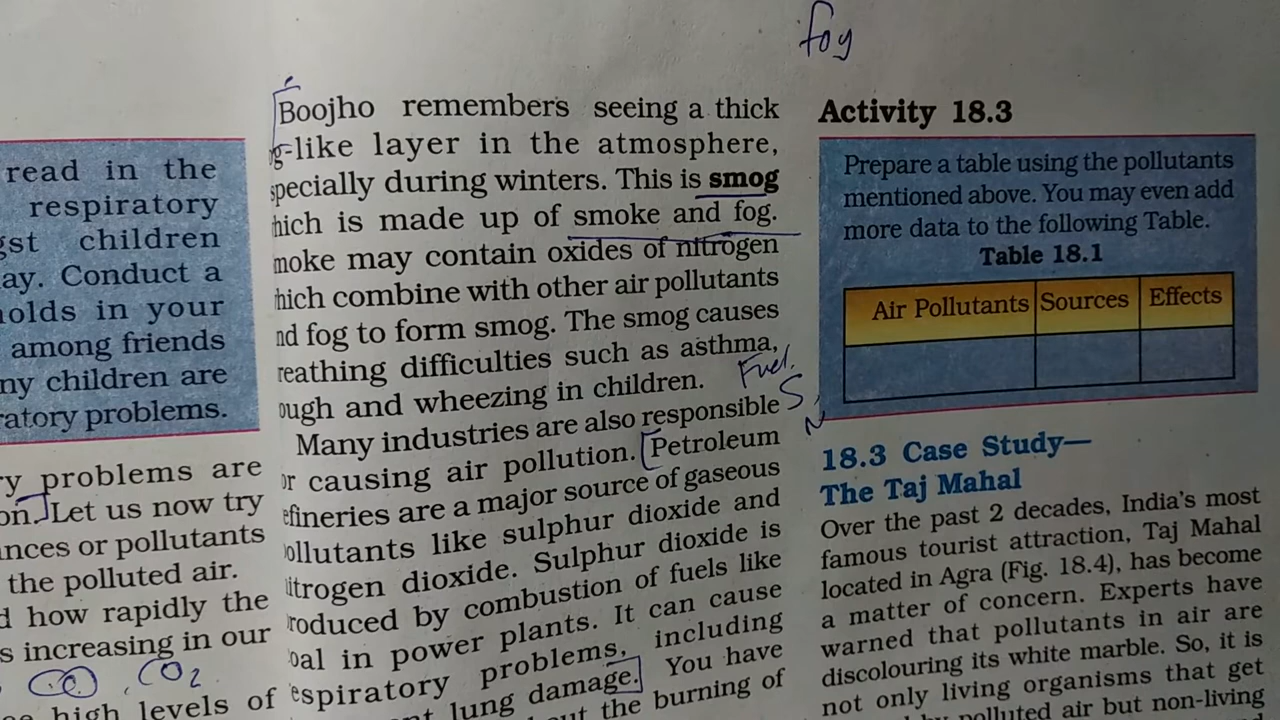 fog
read in the
respiratory
children
Conduct a
in your
among friends
ny children are
ratory problems.
ry problems are
on. Let us now try
nces or pollutants
the polluted air.
how rapidly the
s increasing in our
CO CO2
high levels of
Boojho remembers seeing a thick
g-like layer in the atmosphere,
specially during winters. This is smog
hich is made up of smoke and fog.
moke may contain oxides of nitrogen
hich combine with other air pollutants
nd fog to form smog. The smog causes
reathing difficulties such as asthma,
ough and wheezing in children.
Fuel.
S,
N
Many industries are also responsible
or causing air pollution. Petroleum
efineries are a major source of gaseous
ollutants like sulphur dioxide and
itrogen dioxide. Sulphur dioxide is
roduced by combustion of fuels like
oal in power plants. It can cause
espiratory problems, including
lung damage. You have
the burning of
Activity 18.3
Prepare a table using the pollutants
mentioned above. You may even add
more data to the following Table.
Table 18.1
Air Pollutants Sources Effects
18.3 Case Study—
The Taj Mahal
Over the past 2 decades, India's most
famous tourist attraction, Taj Mahal
located in Agra (Fig. 18.4), has become
a matter of concern. Experts have
warned that pollutants in air are
discolouring its white marble. So, it is
not only living organisms that get
polluted air but non-living